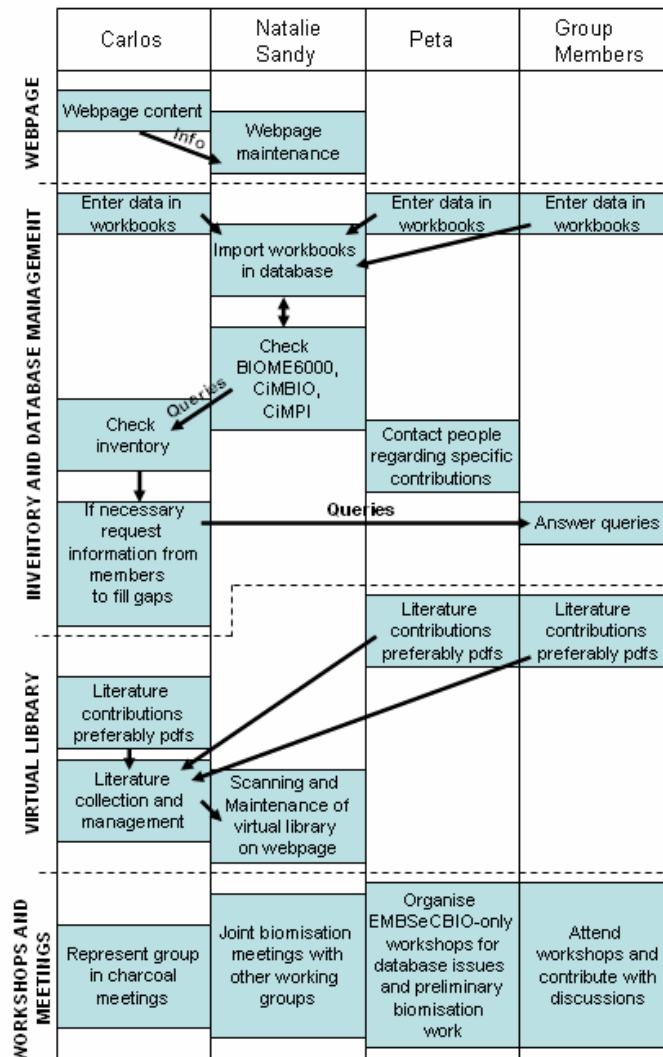 Carlos
Natalie
Sandy
Peta
Group
Members
WEBPAGE
Webpage content
Info
Webpage
maintenance
INVENTORY AND DATABASE MANAGEMENT
Enter data in
workbooks
Enter data in
workbooks
Enter data in
workbooks
Import workbooks
in database
Check
BIOME6000,
CiMBIO,
CiMPI
Queries
Check
inventory
Contact people
regarding specific
contributions
If necessary
request
information from
members
to fill gaps
Queries
Answer queries
VIRTUAL LIBRARY
Literature
contributions
preferably pdfs
Literature
contributions
preferably pdfs
Literature
contributions
preferably pdfs
Literature
collection and
management
Scanning and
Maintenance of
virtual library
on webpage
WORKSHOPS AND
MEETINGS
Represent group
in charcoal
meetings
Joint biomisation
meetings with
other working
groups
Organise
EMBSeCBIO-only
workshops for
database issues
and preliminary
biomisation
work
Attend
workshops and
contribute with
discussions